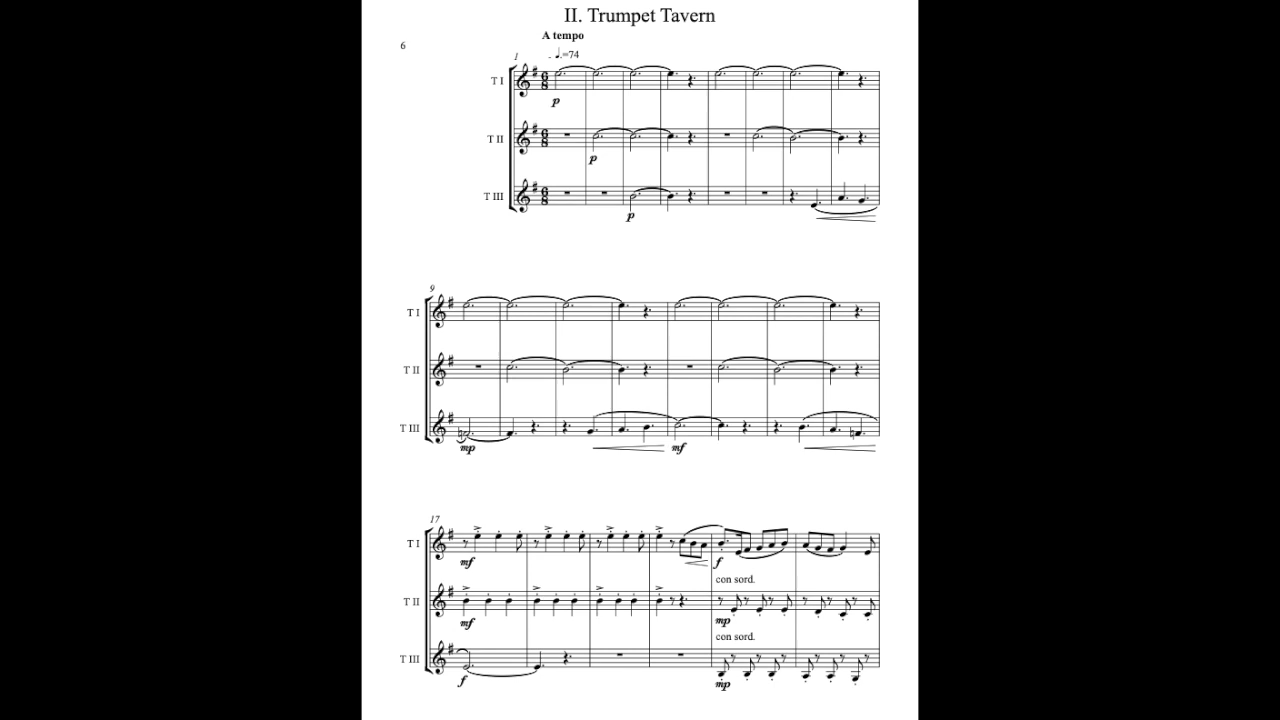 II. Trumpet Tavern
A tempo
6
1
- ♩.=74
T I
p
T II
p
T III
p
9
T I
T II
T III
mp
mf
17
T I
mf
f
con sord.
T II
mf
mp
con sord.
T III
f
mp